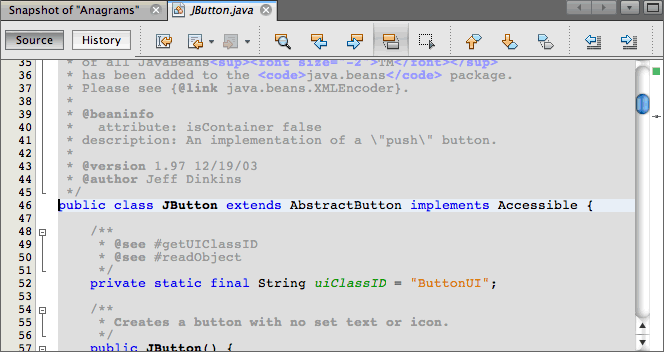 Snapshot of "Anagrams"
JButton.java
Source History
35 * of all JavaBeans<sup><font size="-2">TM</font></sup>
36 * has been added to the <code>java.beans</code> package.
37 * Please see {@link java.beans.XMLEncoder}.
38 *
39 * @beaninfo
40 *   attribute: isContainer false
41 * description: An implementation of a \"push\" button.
42 *
43 * @version 1.97 12/19/03
44 * @author Jeff Dinkins
45 */
46 public class JButton extends AbstractButton implements Accessible {
47
48     /**
49      * @see #getUIClassID
50      * @see #readObject
51      */
52     private static final String uiClassID = "ButtonUI";
53
54     /**
55      * Creates a button with no set text or icon.
56      */
57     public JButton() {